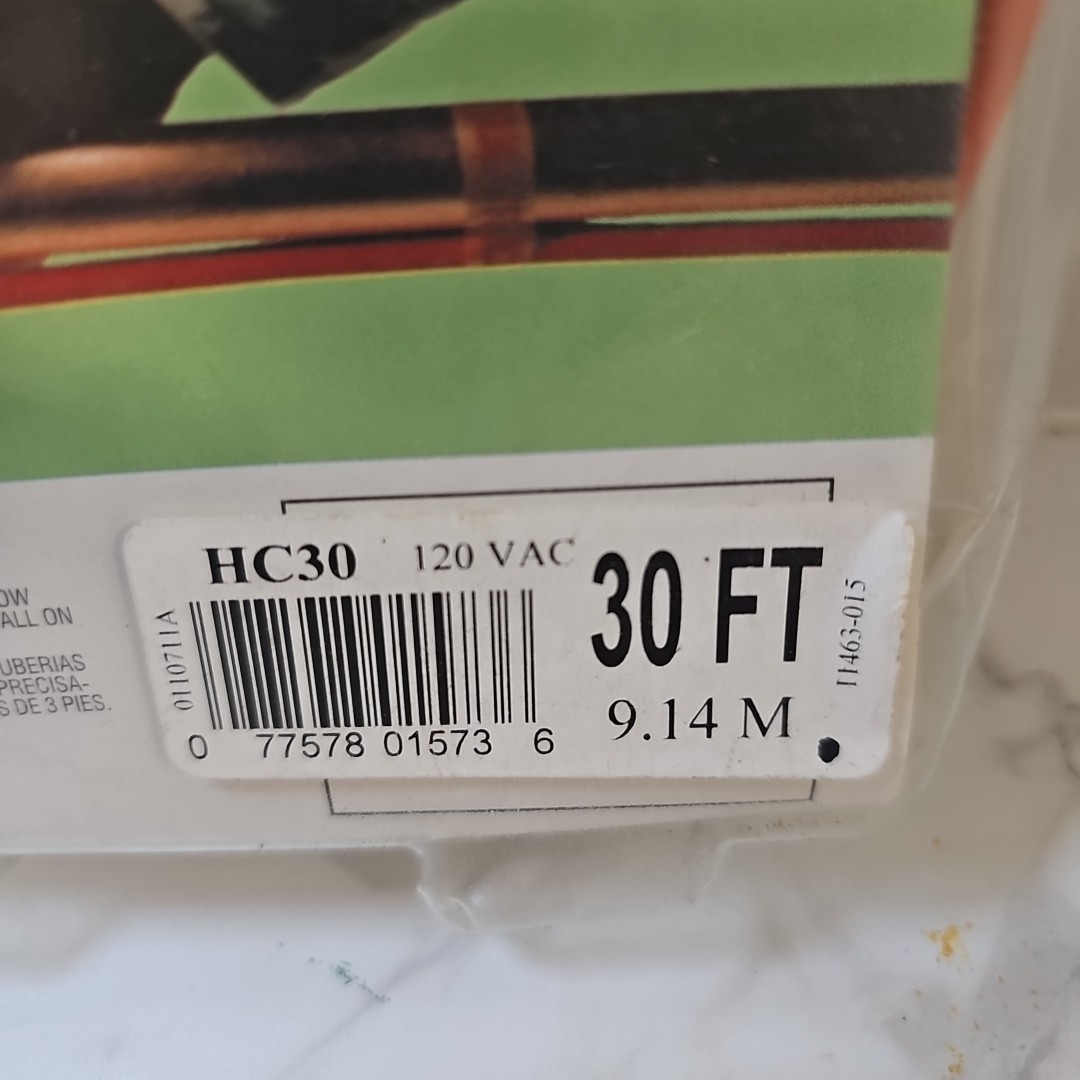 OW
ALL ON
UBERIAS
PRECISA-
S DE 3 PIES.
HC30 120 VAC
30 FT
9.14 M
0110711A
0 77578 01573 6
11463-015